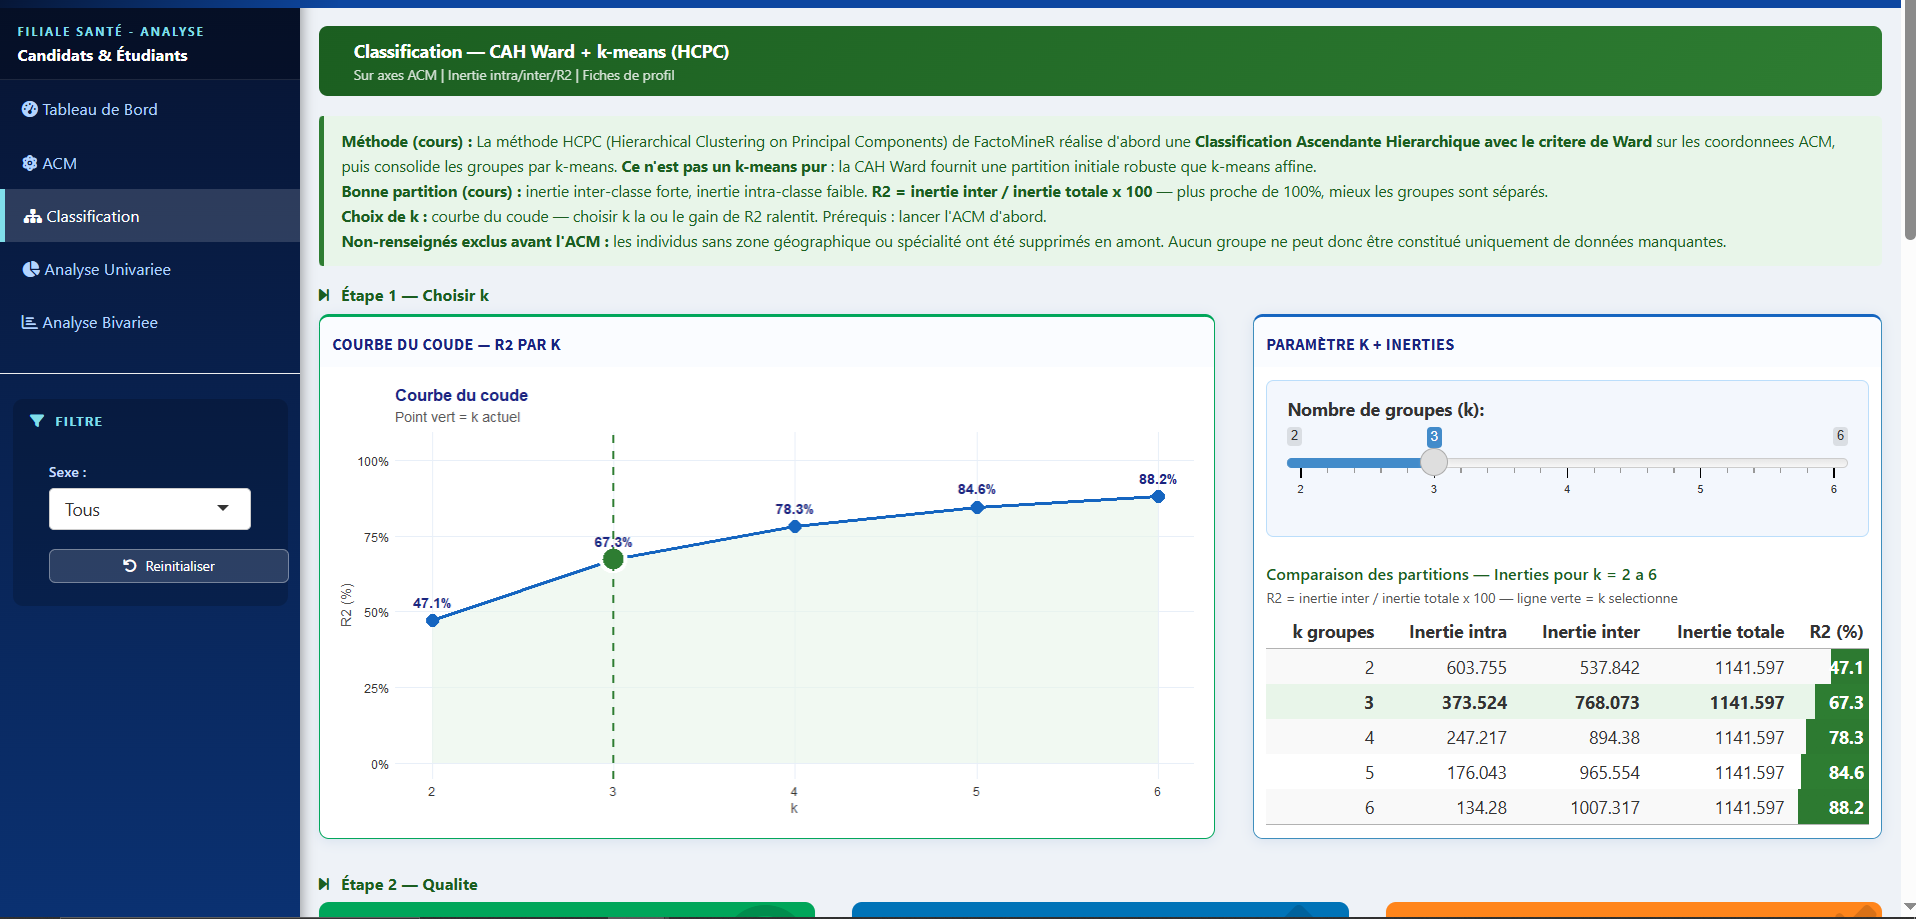 FILIALE SANTÉ - ANALYSE
Candidats & Étudiants
Tableau de Bord
ACM
Classification
Analyse Univariee
Analyse Bivariee
FILTRE
Sexe :
Tous
Reinitialiser
Classification — CAH Ward + k-means (HCPC)
Sur axes ACM | Inertie intra/inter/R2 | Fiches de profil
Méthode (cours) : La méthode HCPC (Hierarchical Clustering on Principal Components) de FactoMineR réalise d'abord une Classification Ascendante Hierarchique avec le critere de Ward sur les coordonnees ACM,
puis consolide les groupes par k-means. Ce n'est pas un k-means pur : la CAH Ward fournit une partition initiale robuste que k-means affine.
Bonne partition (cours) : inertie inter-classe forte, inertie intra-classe faible. R2 = inertie inter / inertie totale x 100 — plus proche de 100%, mieux les groupes sont séparés.
Choix de k : courbe du coude — choisir k la ou le gain de R2 ralentit. Prérequis : lancer l'ACM d'abord.
Non-renseignés exclus avant l'ACM : les individus sans zone géographique ou spécialité ont été supprimés en amont. Aucun groupe ne peut donc être constitué uniquement de données manquantes.
Étape 1 — Choisir k
COURBE DU COUDE — R2 PAR K
Courbe du coude
Point vert = k actuel
R2 (%)
100%
75%
50%
25%
0%
47.1%
67.3%
78.3%
84.6%
88.2%
2 3 4 5 6
k
PARAMÈTRE K + INERTIES
Nombre de groupes (k):
2 3 6
2 3 4 5 6
Comparaison des partitions — Inerties pour k = 2 a 6
R2 = inertie inter / inertie totale x 100 — ligne verte = k selectionne
k groupes Inertie intra Inertie inter Inertie totale R2 (%)
2 603.755 537.842 1141.597 47.1
3 373.524 768.073 1141.597 67.3
4 247.217 894.38 1141.597 78.3
5 176.043 965.554 1141.597 84.6
6 134.28 1007.317 1141.597 88.2
Étape 2 — Qualite